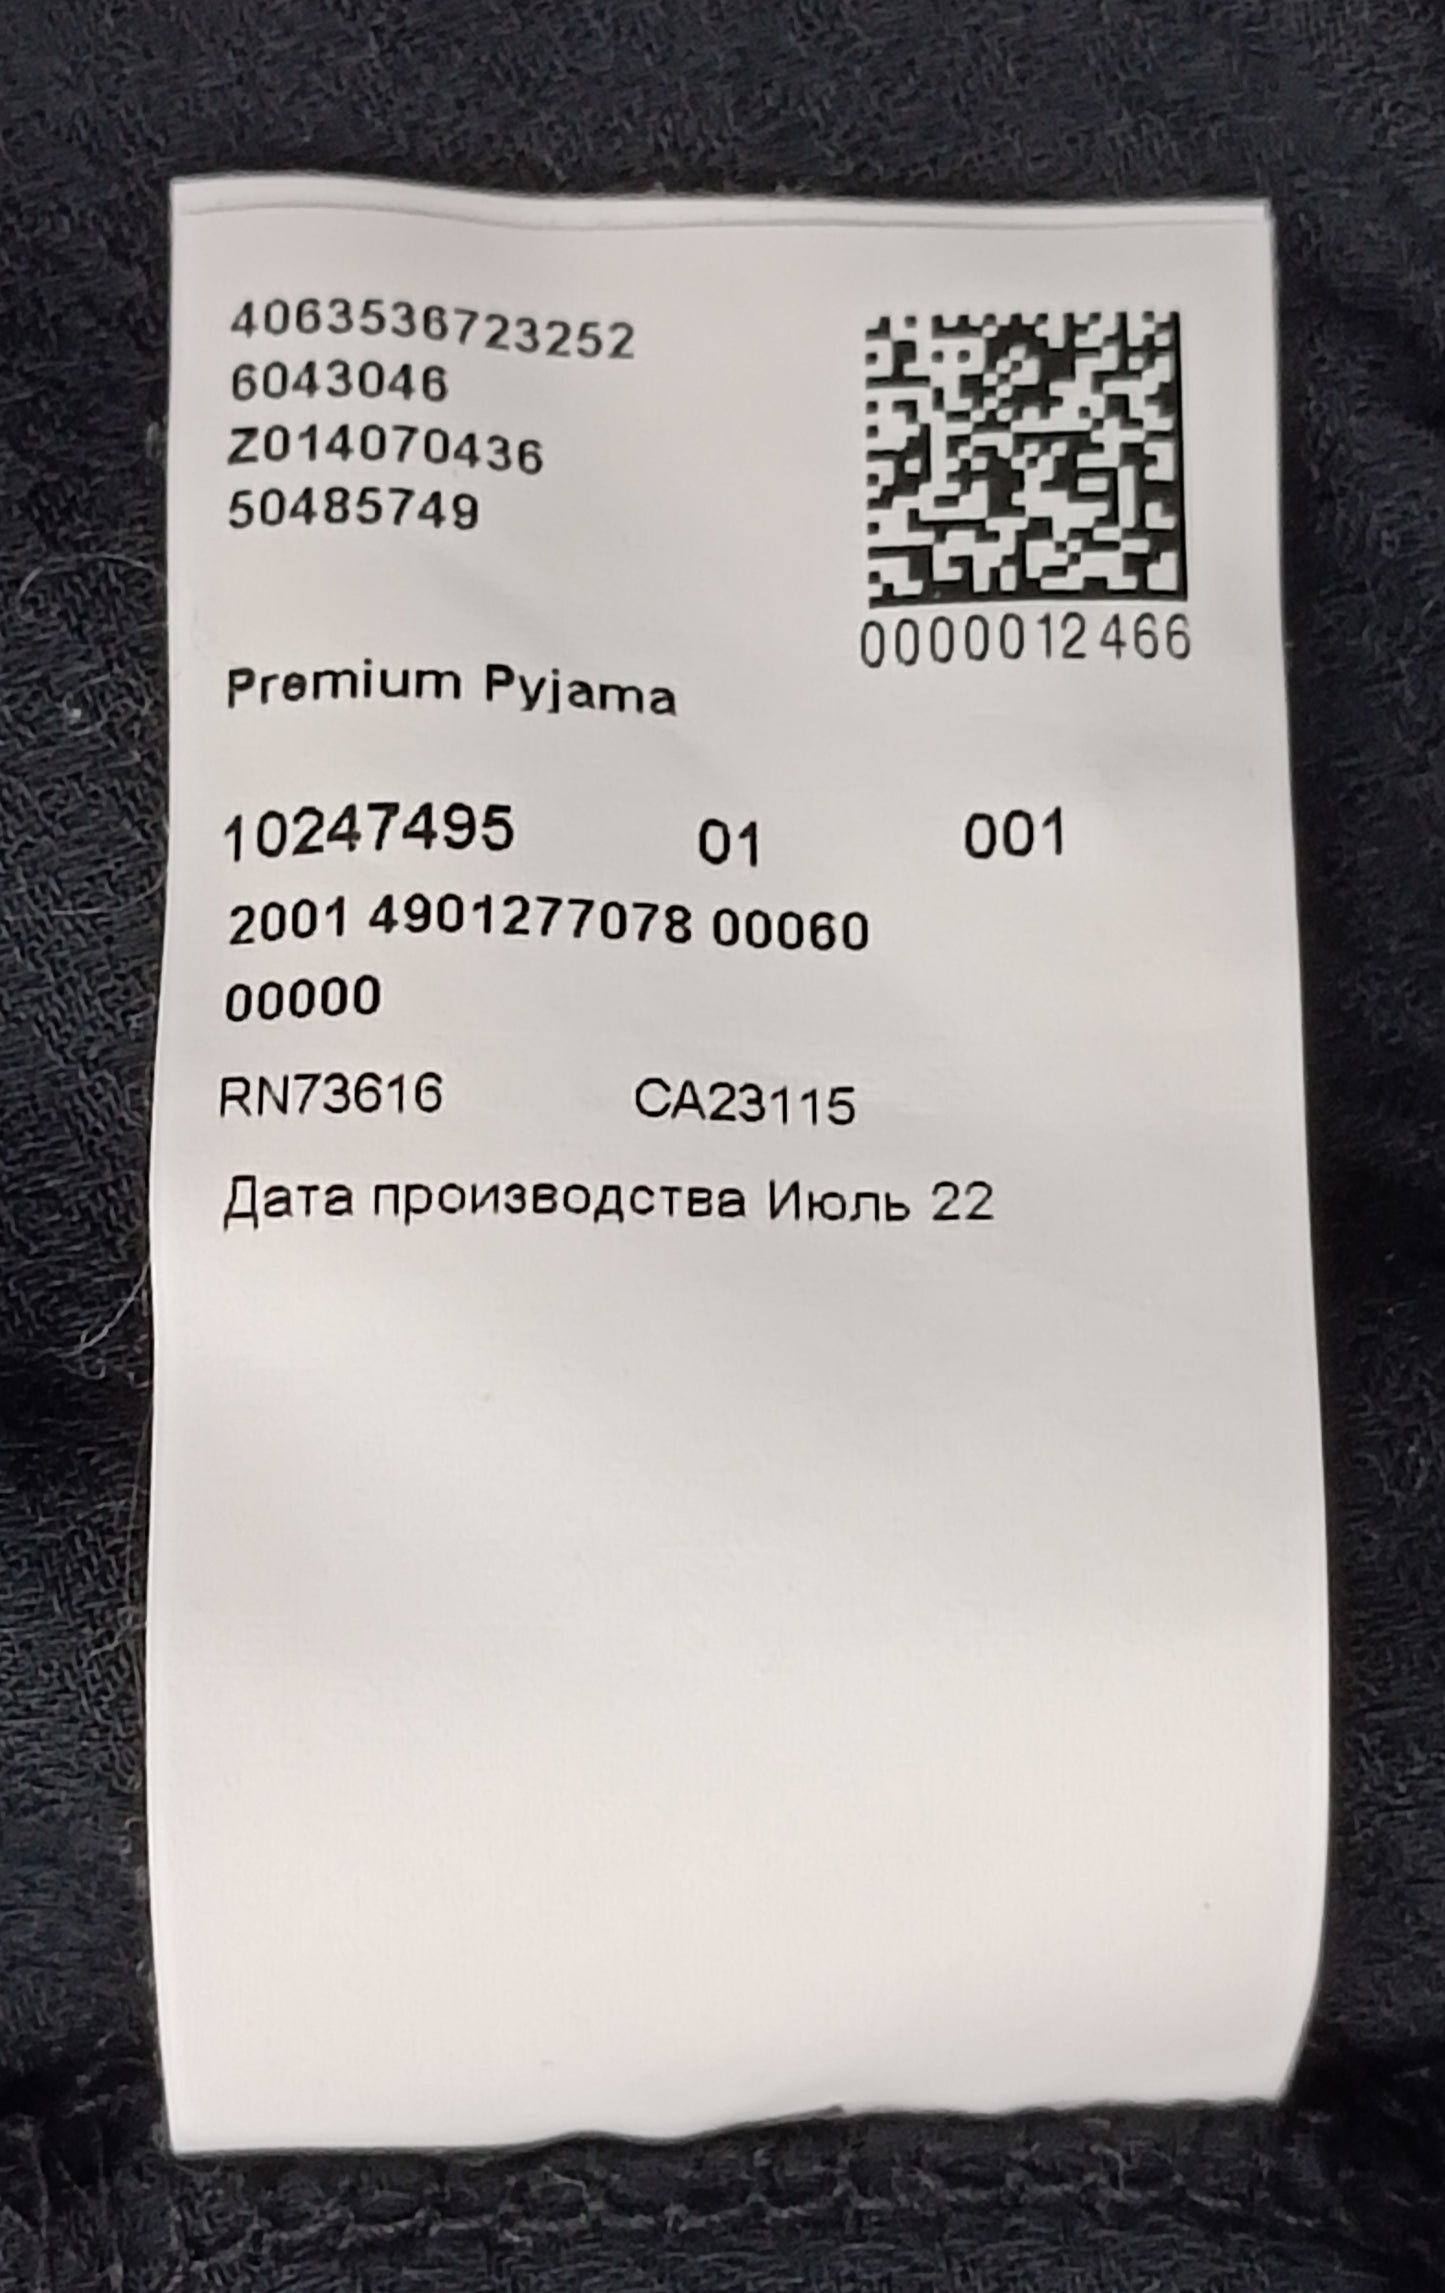 4063536723252
6043046
Z014070436
50485749
0000012466
Premium Pyjama
10247495 01 001
2001 4901277078 00060
00000
RN73616 CA23115
Дата производства Июль 22